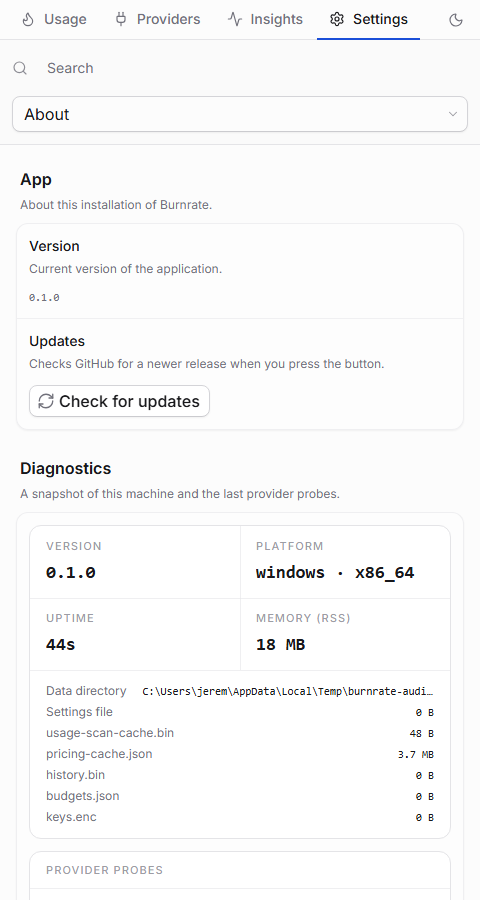 Usage Providers Insights Settings
Search
About
App
About this installation of Burnrate.
Version
Current version of the application.
0.1.0
Updates
Checks GitHub for a newer release when you press the button.
Check for updates
Diagnostics
A snapshot of this machine and the last provider probes.
VERSION PLATFORM
0.1.0 windows · x86_64
UPTIME MEMORY (RSS)
44s 18 MB
Data directory C:\Users\jerem\AppData\Local\Temp\burnrate-audi…
Settings file 0 B
usage-scan-cache.bin 48 B
pricing-cache.json 3.7 MB
history.bin 0 B
budgets.json 0 B
keys.enc 0 B
PROVIDER PROBES